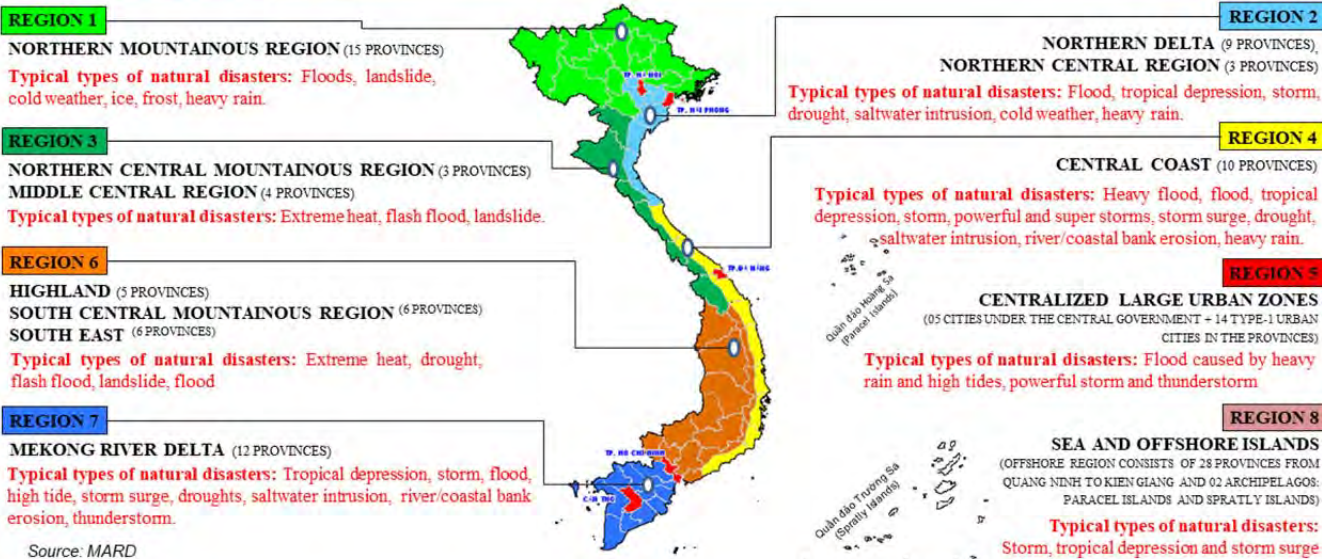 REGION 1
NORTHERN MOUNTAINOUS REGION (15 PROVINCES)
Typical types of natural disasters: Floods, landslide,
cold weather, ice, frost, heavy rain.
REGION 2
NORTHERN DELTA (9 PROVINCES),
NORTHERN CENTRAL REGION (3 PROVINCES)
Typical types of natural disasters: Flood, tropical depression, storm,
drought, saltwater intrusion, cold weather, heavy rain.
REGION 3
NORTHERN CENTRAL MOUNTAINOUS REGION (3 PROVINCES)
MIDDLE CENTRAL REGION (4 PROVINCES)
Typical types of natural disasters: Extreme heat, flash flood, landslide.
REGION 4
CENTRAL COAST (10 PROVINCES)
Typical types of natural disasters: Heavy flood, flood, tropical
depression, storm, powerful and super storms, storm surge, drought,
saltwater intrusion, river/coastal bank erosion, heavy rain.
REGION 6
HIGHLAND (5 PROVINCES)
SOUTH CENTRAL MOUNTAINOUS REGION (6 PROVINCES)
SOUTH EAST (6 PROVINCES)
Typical types of natural disasters: Extreme heat, drought,
flash flood, landslide, flood
REGION 5
CENTRALIZED LARGE URBAN ZONES
(05 CITIES UNDER THE CENTRAL GOVERNMENT + 14 TYPE-1 URBAN
CITIES IN THE PROVINCES)
Typical types of natural disasters: Flood caused by heavy
rain and high tides, powerful storm and thunderstorm
REGION 7
MEKONG RIVER DELTA (12 PROVINCES)
Typical types of natural disasters: Tropical depression, storm, flood,
high tide, storm surge, droughts, saltwater intrusion, river/coastal bank
erosion, thunderstorm.
REGION 8
SEA AND OFFSHORE ISLANDS
(OFFSHORE REGION CONSISTS OF 28 PROVINCES FROM
QUANG NINH TO KIEN GIANG AND 02 ARCHIPELAGOS:
PARACEL ISLANDS AND SPRATLY ISLANDS)
Typical types of natural disasters:
Storm, tropical depression and storm surge
TP. HÀ NỘI
TP. HẢI PHÒNG
TP. ĐÀ NẴNG
TP. HỒ CHÍ MINH
CẦN THƠ
Quần đảo Hoàng Sa
(Paracel Islands)
Quần đảo Trường Sa
(Spratly Islands)
Source: MARD